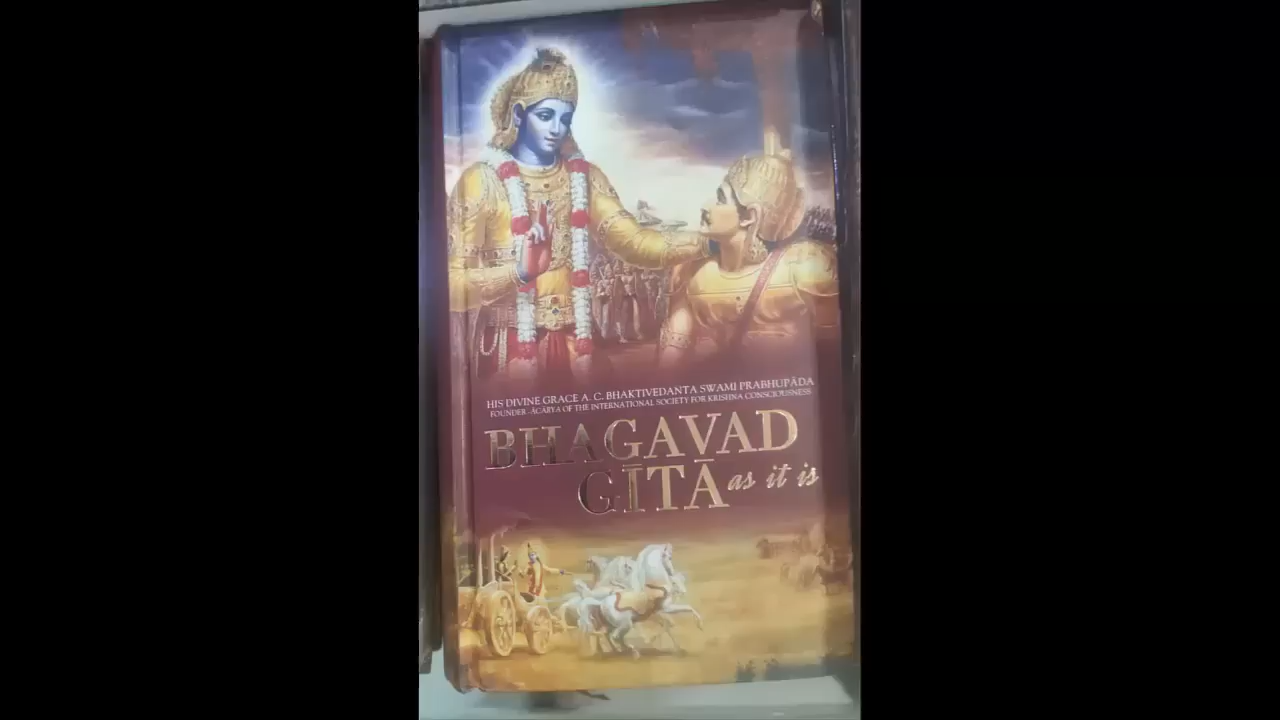 HIS DIVINE GRACE A. C. BHAKTIVEDANTA SWAMI PRABHUPĀDA
FOUNDER-ĀCĀRYA OF THE INTERNATIONAL SOCIETY FOR KRISHNA CONSCIOUSNESS
BHAGAVAD
GĪTĀ as it is